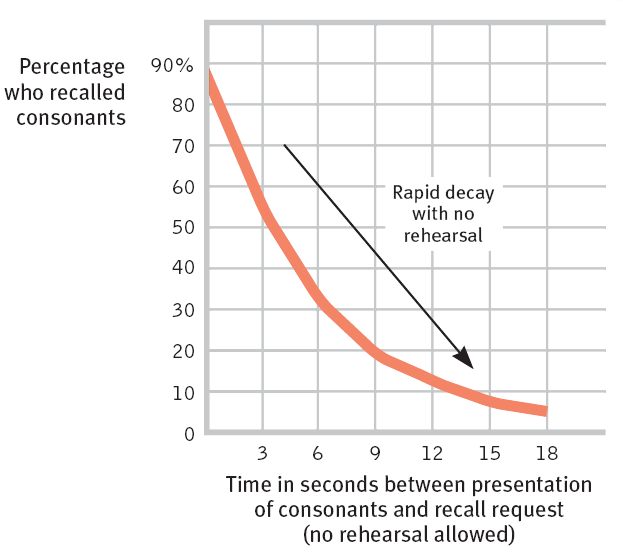 Percentage
who recalled
consonants
90%
80
70
60
50
40
30
20
10
0
Rapid decay
with no
rehearsal
3 6 9 12 15 18
Time in seconds between presentation
of consonants and recall request
(no rehearsal allowed)